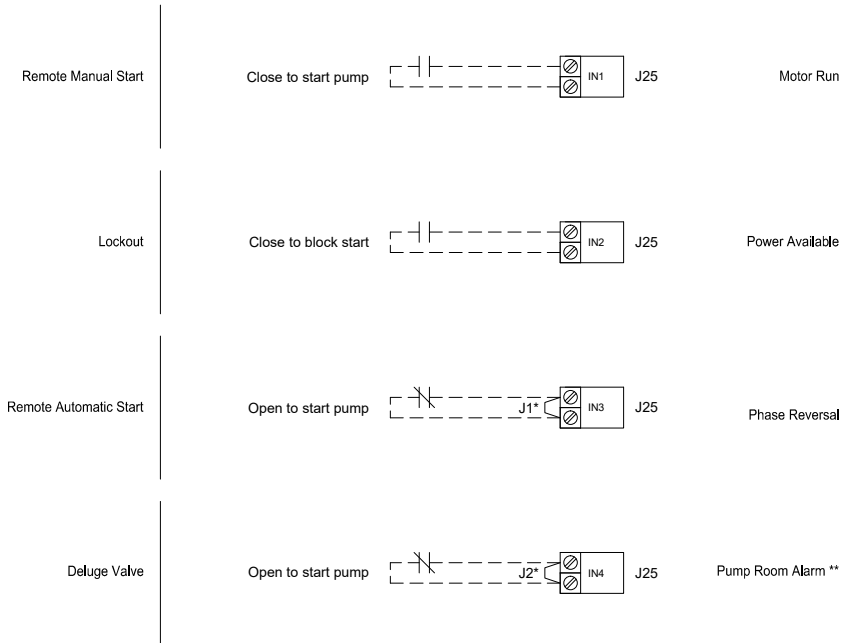 Remote Manual Start Close to start pump IN1 J25 Motor Run
Lockout Close to block start IN2 J25 Power Available
Remote Automatic Start Open to start pump J1* IN3 J25 Phase Reversal
Deluge Valve Open to start pump J2* IN4 J25 Pump Room Alarm **